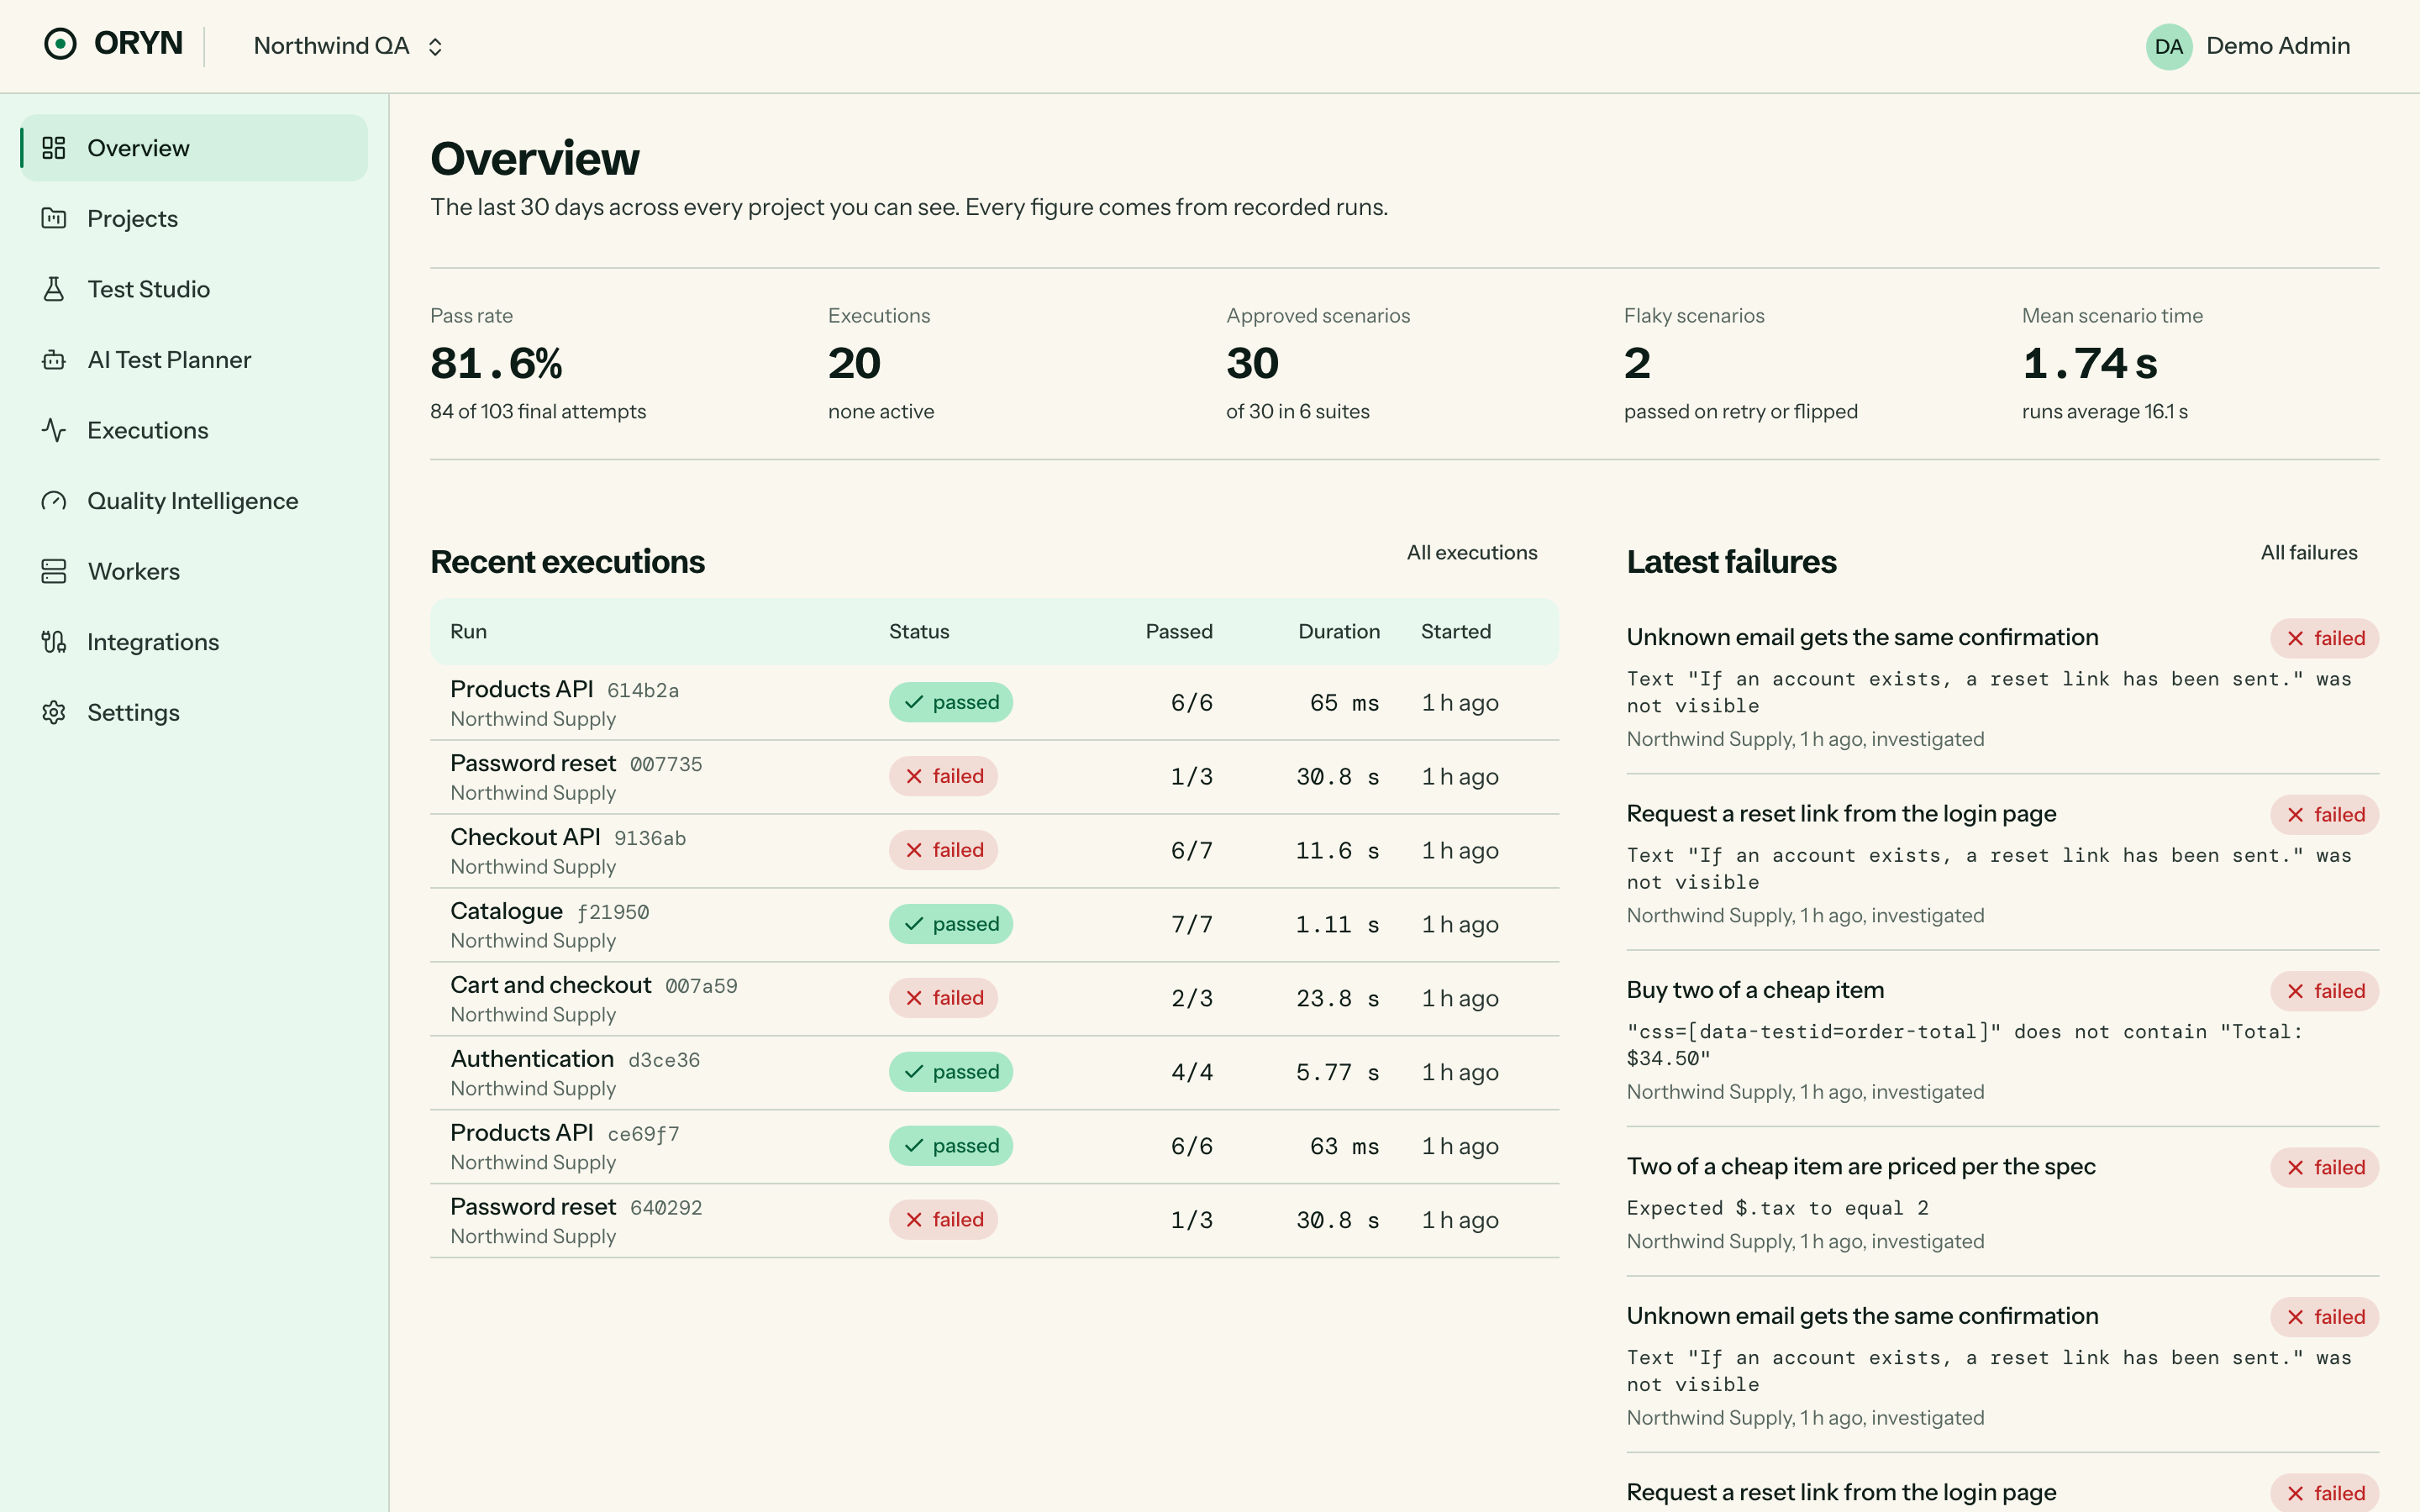 ORYN
Northwind QA
DA Demo Admin
Overview
Projects
Test Studio
AI Test Planner
Executions
Quality Intelligence
Workers
Integrations
Settings
Overview
The last 30 days across every project you can see. Every figure comes from recorded runs.
Pass rate
81.6%
84 of 103 final attempts
Executions
20
none active
Approved scenarios
30
of 30 in 6 suites
Flaky scenarios
2
passed on retry or flipped
Mean scenario time
1.74 s
runs average 16.1 s
Recent executions All executions
Run Status Passed Duration Started
Products API 614b2a passed 6/6 65 ms 1 h ago
Northwind Supply
Password reset 007735 failed 1/3 30.8 s 1 h ago
Northwind Supply
Checkout API 9136ab failed 6/7 11.6 s 1 h ago
Northwind Supply
Catalogue f21950 passed 7/7 1.11 s 1 h ago
Northwind Supply
Cart and checkout 007a59 failed 2/3 23.8 s 1 h ago
Northwind Supply
Authentication d3ce36 passed 4/4 5.77 s 1 h ago
Northwind Supply
Products API ce69f7 passed 6/6 63 ms 1 h ago
Northwind Supply
Password reset 640292 failed 1/3 30.8 s 1 h ago
Northwind Supply
Latest failures All failures
Unknown email gets the same confirmation failed
Text "If an account exists, a reset link has been sent." was
not visible
Northwind Supply, 1 h ago, investigated
Request a reset link from the login page failed
Text "If an account exists, a reset link has been sent." was
not visible
Northwind Supply, 1 h ago, investigated
Buy two of a cheap item failed
"css=[data-testid=order-total]" does not contain "Total:
$34.50"
Northwind Supply, 1 h ago, investigated
Two of a cheap item are priced per the spec failed
Expected $.tax to equal 2
Northwind Supply, 1 h ago, investigated
Unknown email gets the same confirmation failed
Text "If an account exists, a reset link has been sent." was
not visible
Northwind Supply, 1 h ago, investigated
Request a reset link from the login page failed